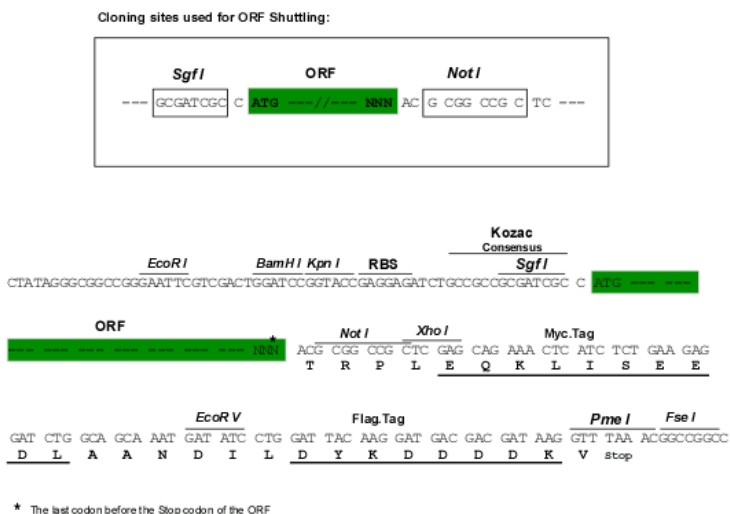 Cloning sites used for ORF Shuttling:
Sgf I ORF Not I
--- GCGATCGC C ATG ---//--- NNN AC G CGG CCG C TC ---
Kozac
Consensus
EcoR I BamH I Kpn I RBS Sgf I
CTATAGGGCGGCCGGGAATTCGTCGACTGGATCCGGTACCGAGGAGATCTGCCGCCGCGATCGC C ATG --- ---
ORF Not I Xho I Myc.Tag
*
--- --- --- --- --- --- --- --- NNN ACG CGG CCG CTC GAG CAG AAA CTC ATC TCT GAA GAG
T R P L E Q K L I S E E
EcoR V Flag.Tag Pme I Fse I
GAT CTG GCA GCA AAT GAT ATC CTG GAT TAC AAG GAT GAC GAC GAT AAG GTT TAA ACGGCCGGCC
D L A A N D I L D Y K D D D D K V Stop
* The last codon before the Stop codon of the ORF